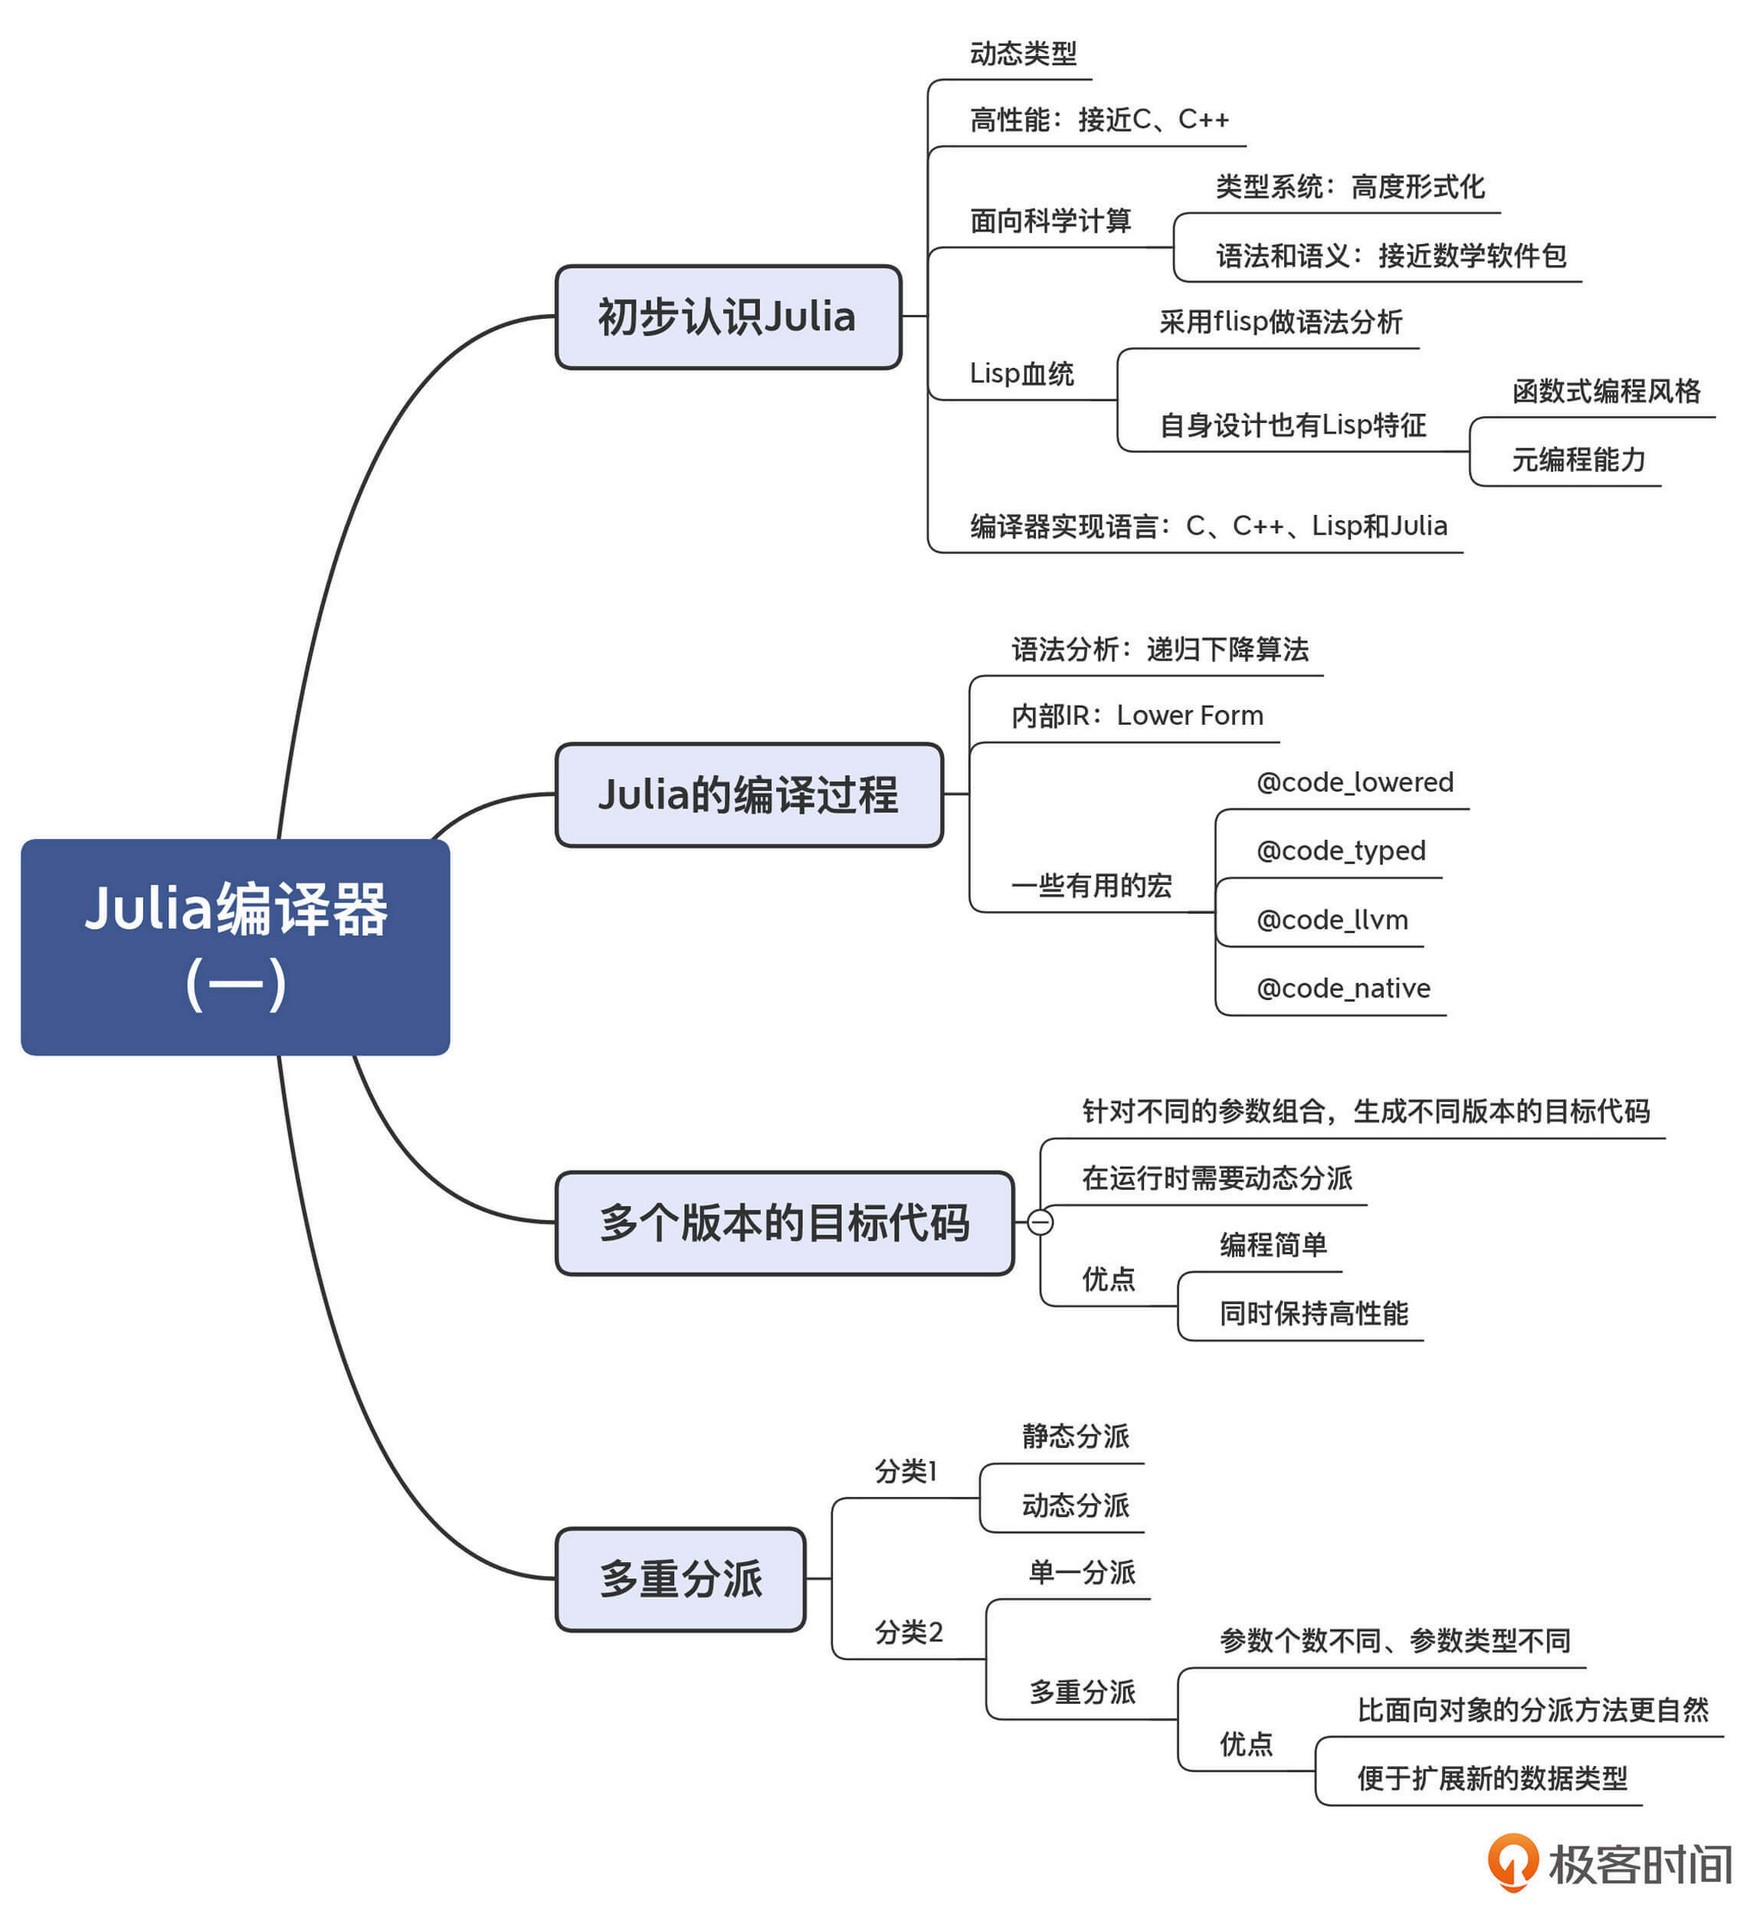 Julia编译器
(一)
初步认识Julia
动态类型
高性能：接近C、C++
面向科学计算
类型系统：高度形式化
语法和语义：接近数学软件包
Lisp血统
采用flisp做语法分析
自身设计也有Lisp特征
函数式编程风格
元编程能力
编译器实现语言：C、C++、Lisp和Julia
Julia的编译过程
语法分析：递归下降算法
内部IR：Lower Form
一些有用的宏
@code_lowered
@code_typed
@code_llvm
@code_native
多个版本的目标代码
针对不同的参数组合，生成不同版本的目标代码
在运行时需要动态分派
优点
编程简单
同时保持高性能
多重分派
分类1
静态分派
动态分派
分类2
单一分派
多重分派
参数个数不同、参数类型不同
优点
比面向对象的分派方法更自然
便于扩展新的数据类型
极客时间